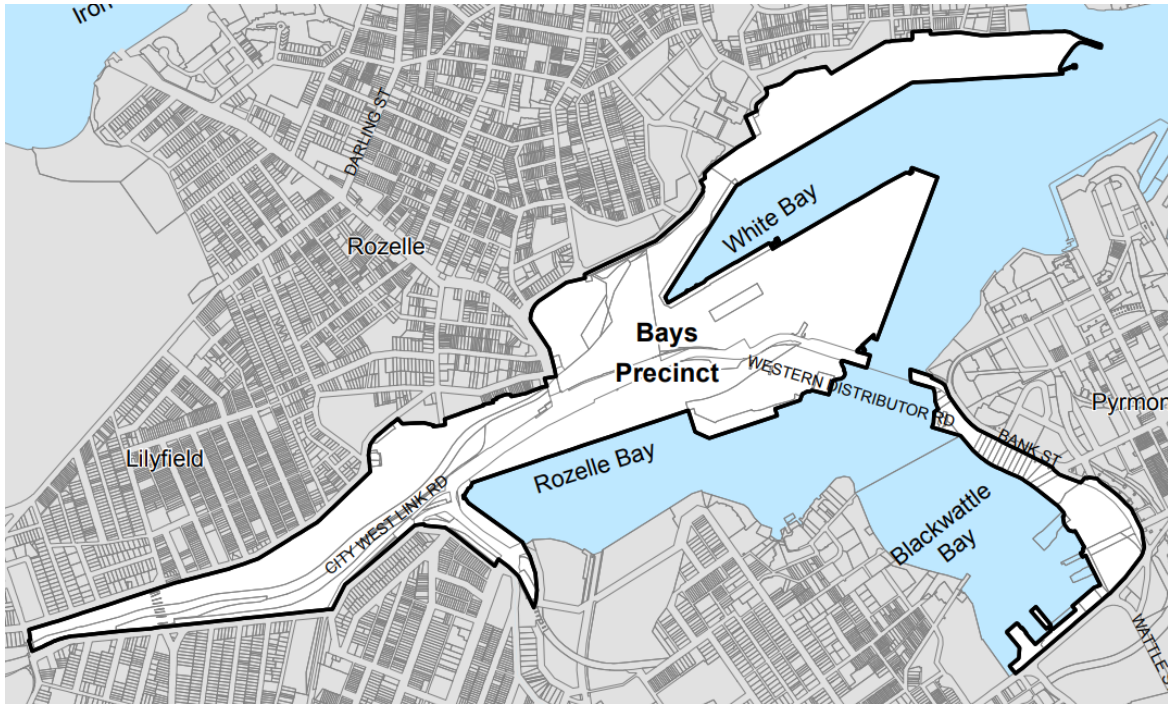 Iron
DARLING ST
White Bay
Rozelle
Bays
Precinct
WESTERN DISTRIBUTOR RD
Pyrmon
BANK ST
Lilyfield
Rozelle Bay
CITY WEST LINK RD
Blackwattle
Bay
WATTLE S